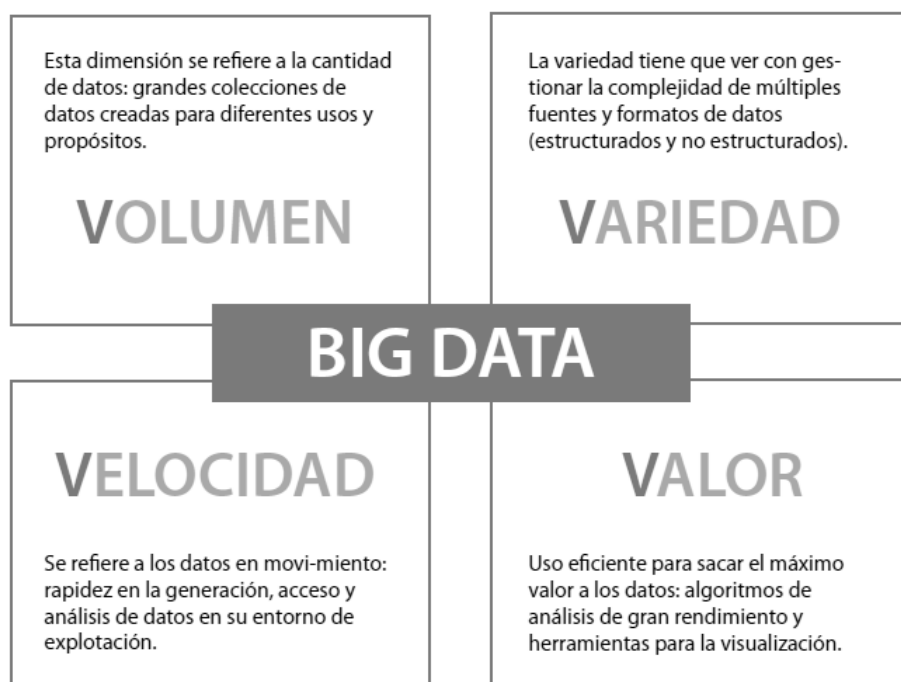 Esta dimensión se refiere a la cantidad
de datos: grandes colecciones de
datos creadas para diferentes usos y
propósitos.
VOLUMEN
La variedad tiene que ver con ges-
tionar la complejidad de múltiples
fuentes y formatos de datos
(estructurados y no estructurados).
VARIEDAD
BIG DATA
VELOCIDAD
Se refiere a los datos en movi-miento:
rapidez en la generación, acceso y
análisis de datos en su entorno de
explotación.
VALOR
Uso eficiente para sacar el máximo
valor a los datos: algoritmos de
análisis de gran rendimiento y
herramientas para la visualización.